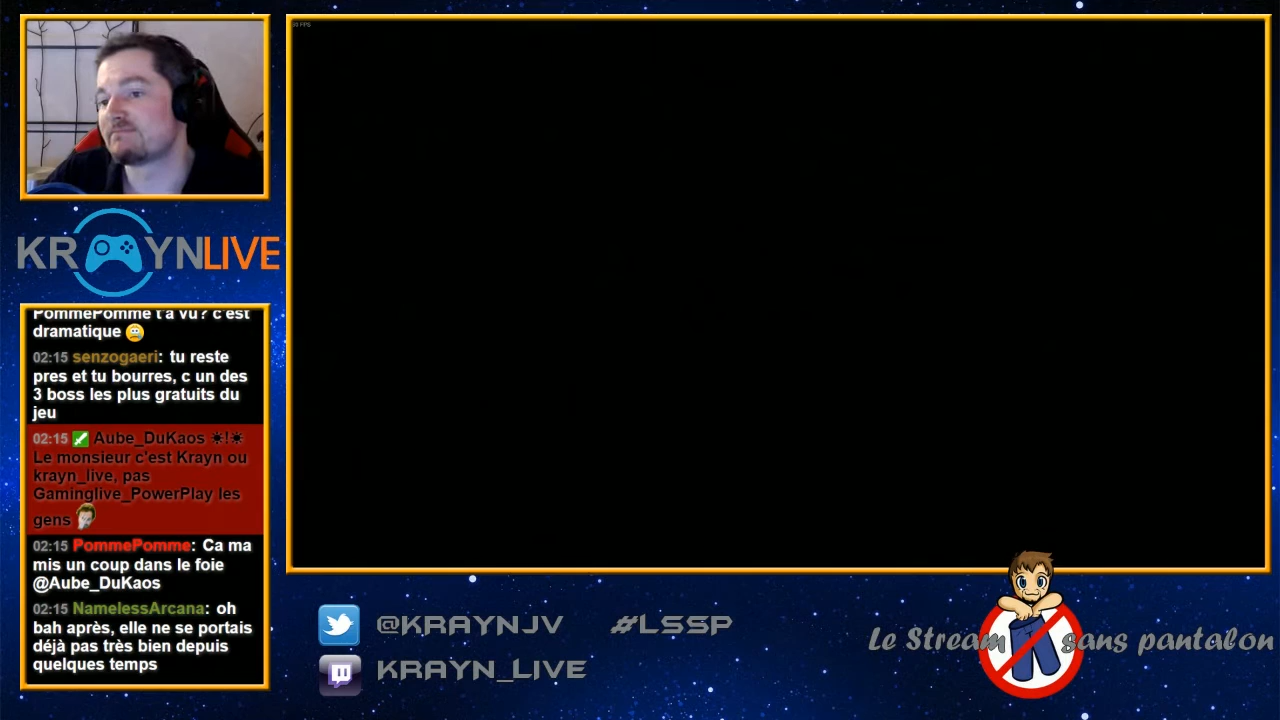 0 FPS
KRAYNLIVE
PommePomme t'a vu? c'est
dramatique
02:15 senzogaeri: tu reste
pres et tu bourres, c un des
3 boss les plus gratuits du
jeu
02:15 Aube_DuKaos ☀!☀
Le monsieur c'est Krayn ou
krayn_live, pas
Gaminglive_PowerPlay les
gens
02:15 PommePomme: Ca ma
mis un coup dans le foie
@Aube_DuKaos
02:15 NamelessArcana: oh
bah après, elle ne se portais
déjà pas très bien depuis
quelques temps
@KRAYNJV #LSSP
KRAYN_LIVE
Le Stream sans pantalon